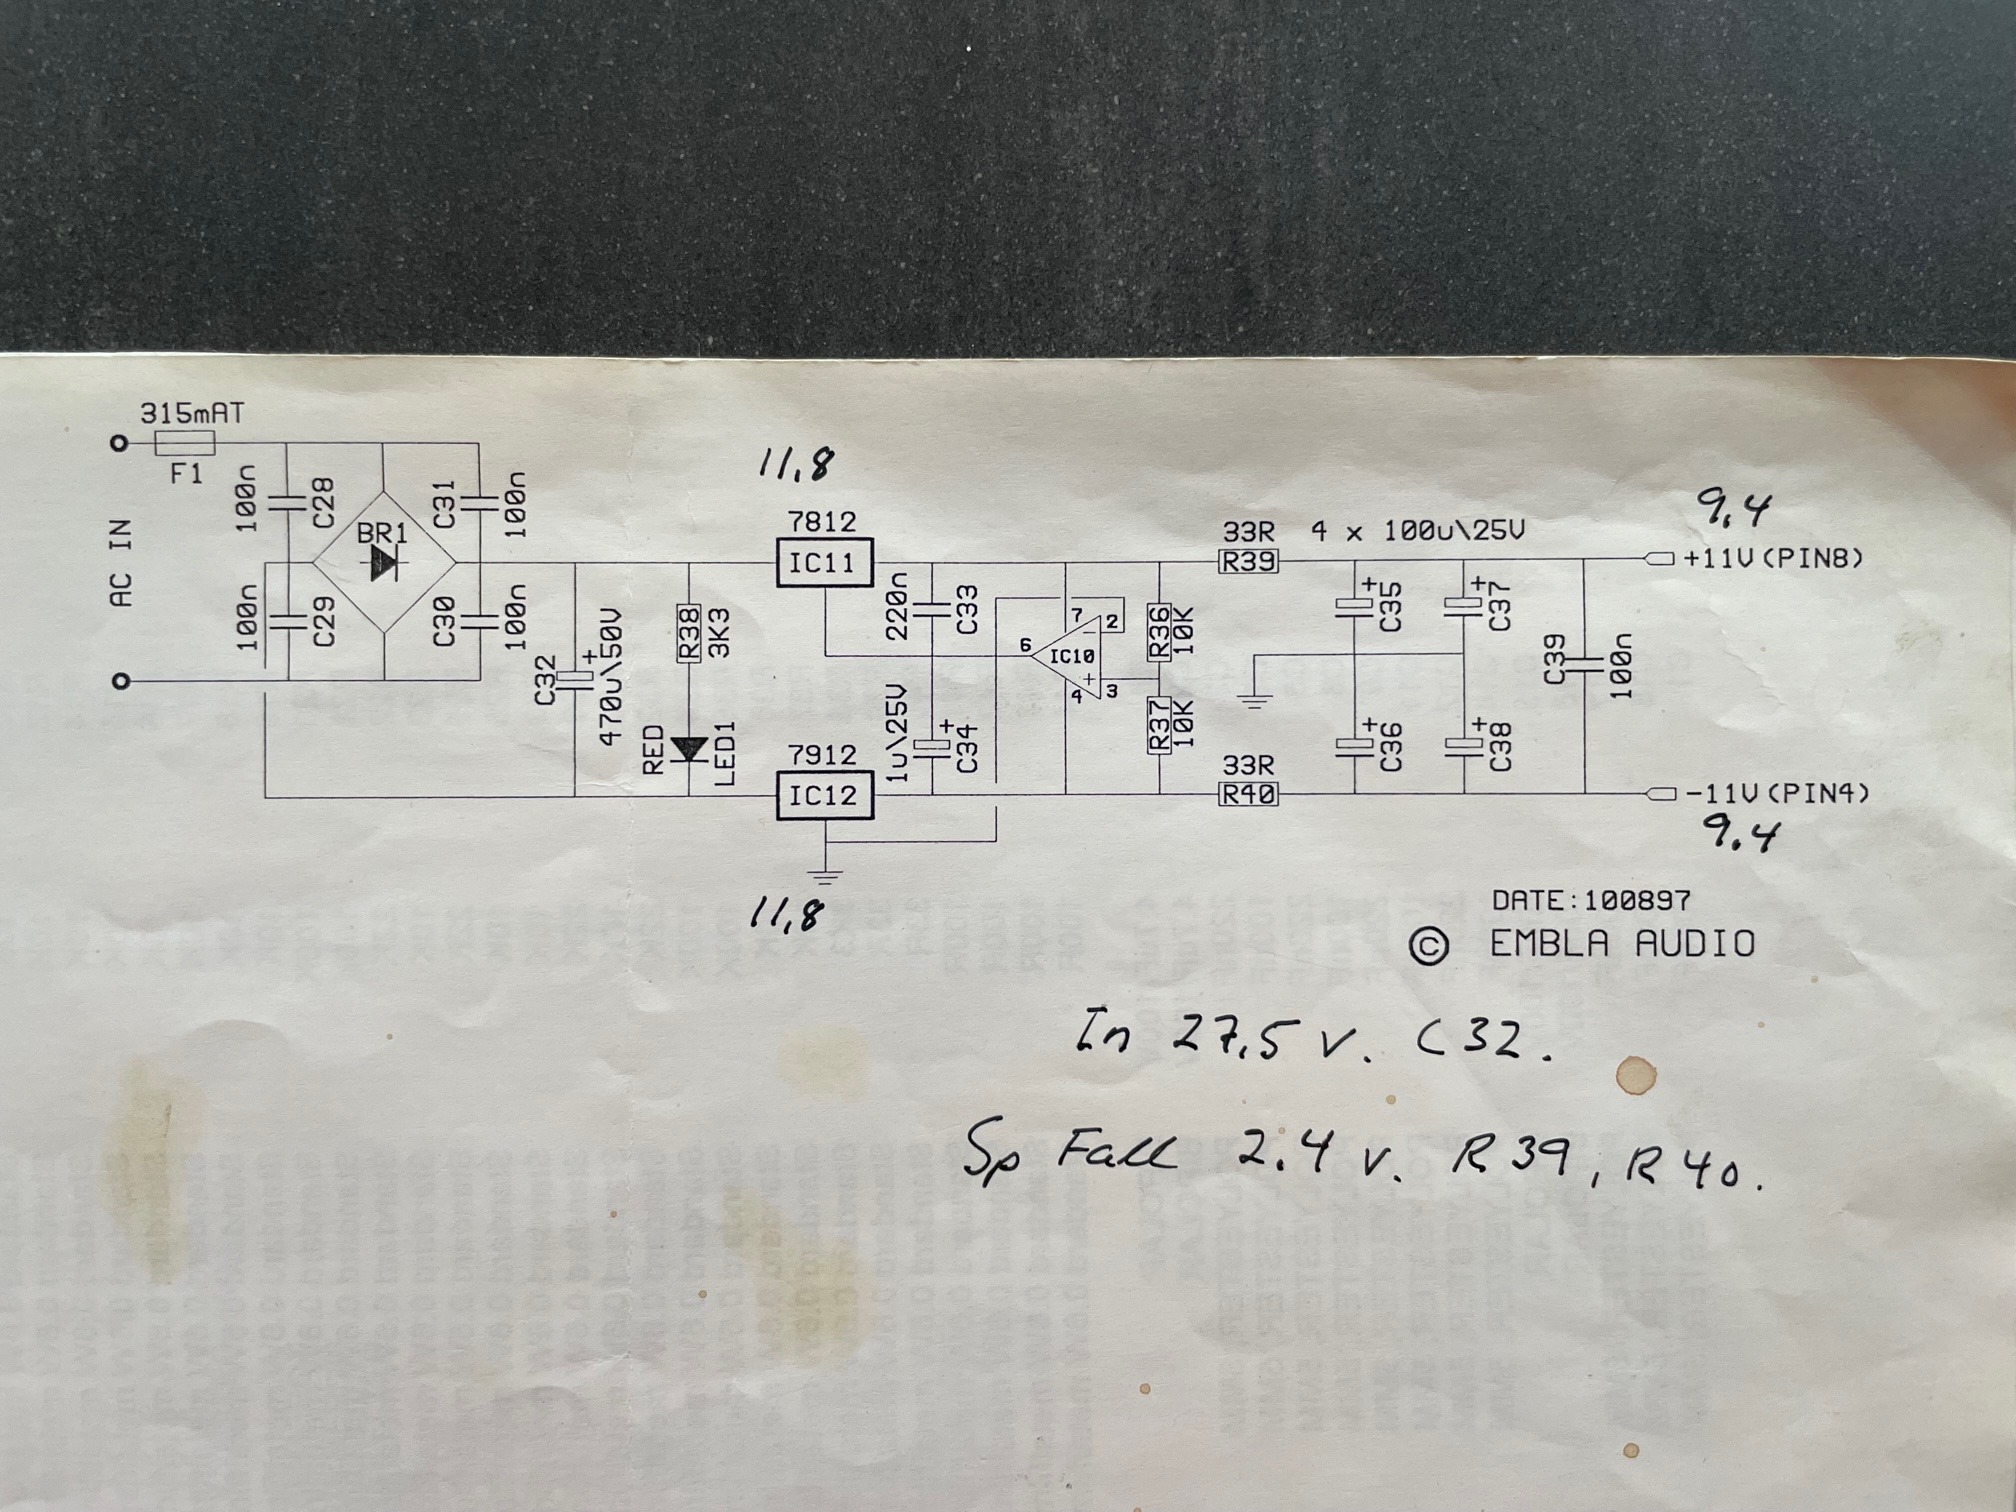 315mAT
F1
AC IN
100n
C28
C31
100n
BR1
100n
C29
C30
100n
C32
470u\50V
R38
3K3
RED
LED1
11,8
7812
IC11
7912
IC12
11,8
220n
C33
1u\25V
C34
6
7
2
IC10
4
3
R36
10K
R37
10K
33R
R39
4 x 100u\25V
33R
R40
C35
C37
C36
C38
C39
100n
9,4
+11V(PIN8)
-11V(PIN4)
9.4
DATE:100897
© EMBLA AUDIO
In 27,5 v. C32.
Sp Fall 2.4 v. R39, R40.